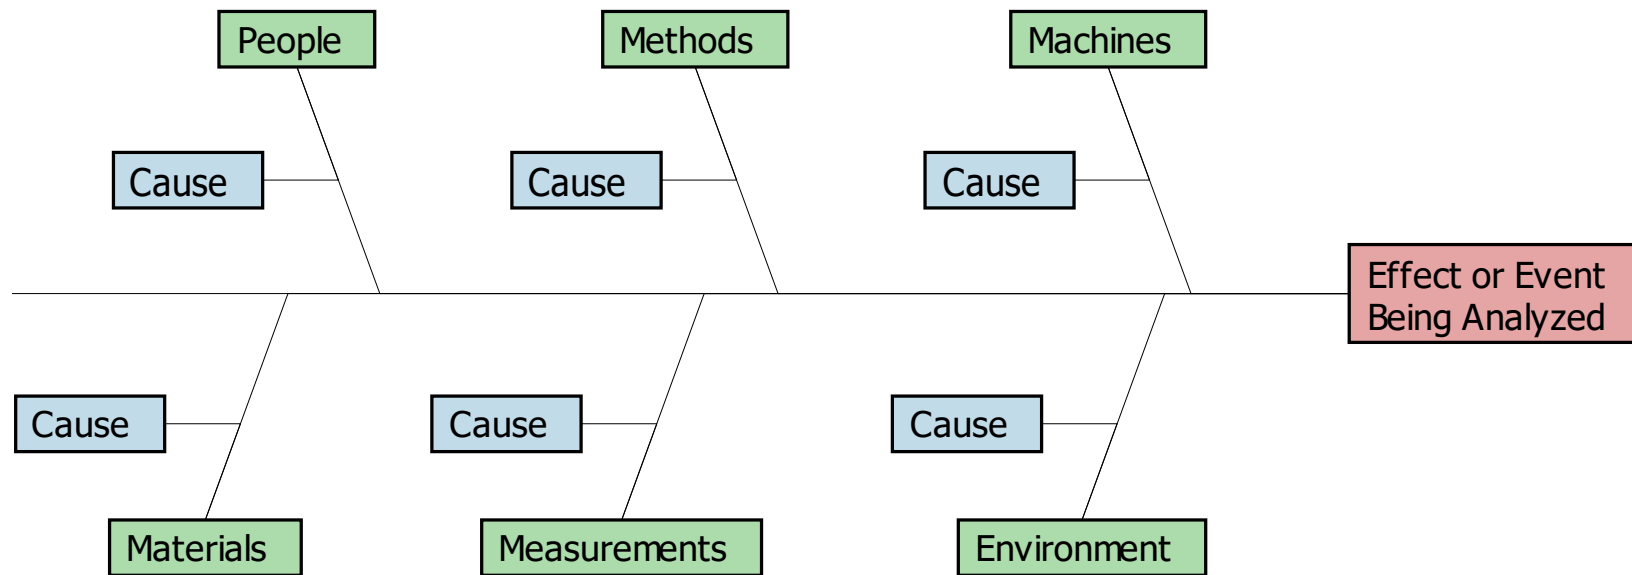 People
Methods
Machines
Cause
Cause
Cause
Effect or Event
Being Analyzed
Cause
Cause
Cause
Materials
Measurements
Environment